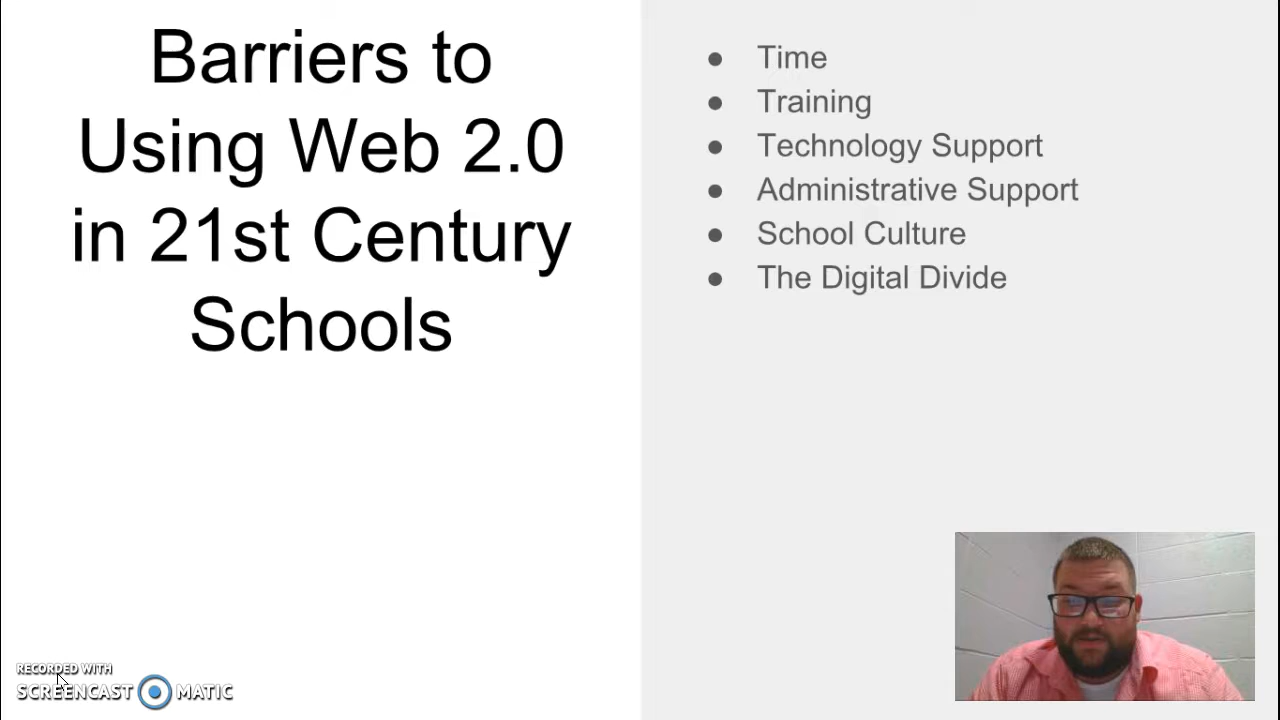 Barriers to
Using Web 2.0
in 21st Century
Schools
● Time
● Training
● Technology Support
● Administrative Support
● School Culture
● The Digital Divide
RECORDED WITH
SCREENCAST MATIC